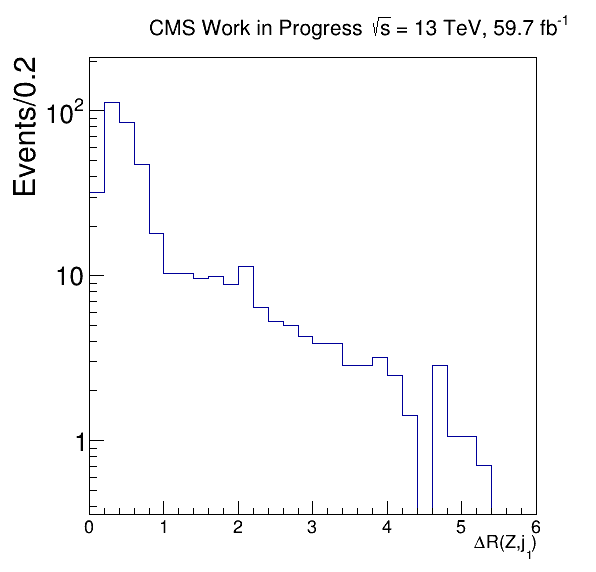 CMS Work in Progress √s = 13 TeV, 59.7 fb⁻¹
Events/0.2
10²
10
1
0 1 2 3 4 5 6
ΔR(Z,j₁)